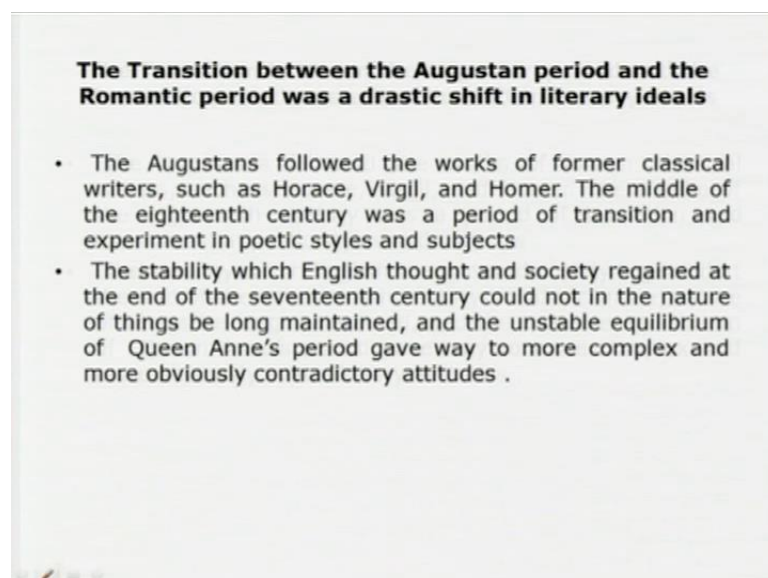 The Transition between the Augustan period and the
Romantic period was a drastic shift in literary ideals
• The Augustans followed the works of former classical
writers, such as Horace, Virgil, and Homer. The middle of
the eighteenth century was a period of transition and
experiment in poetic styles and subjects
• The stability which English thought and society regained at
the end of the seventeenth century could not in the nature
of things be long maintained, and the unstable equilibrium
of Queen Anne's period gave way to more complex and
more obviously contradictory attitudes .